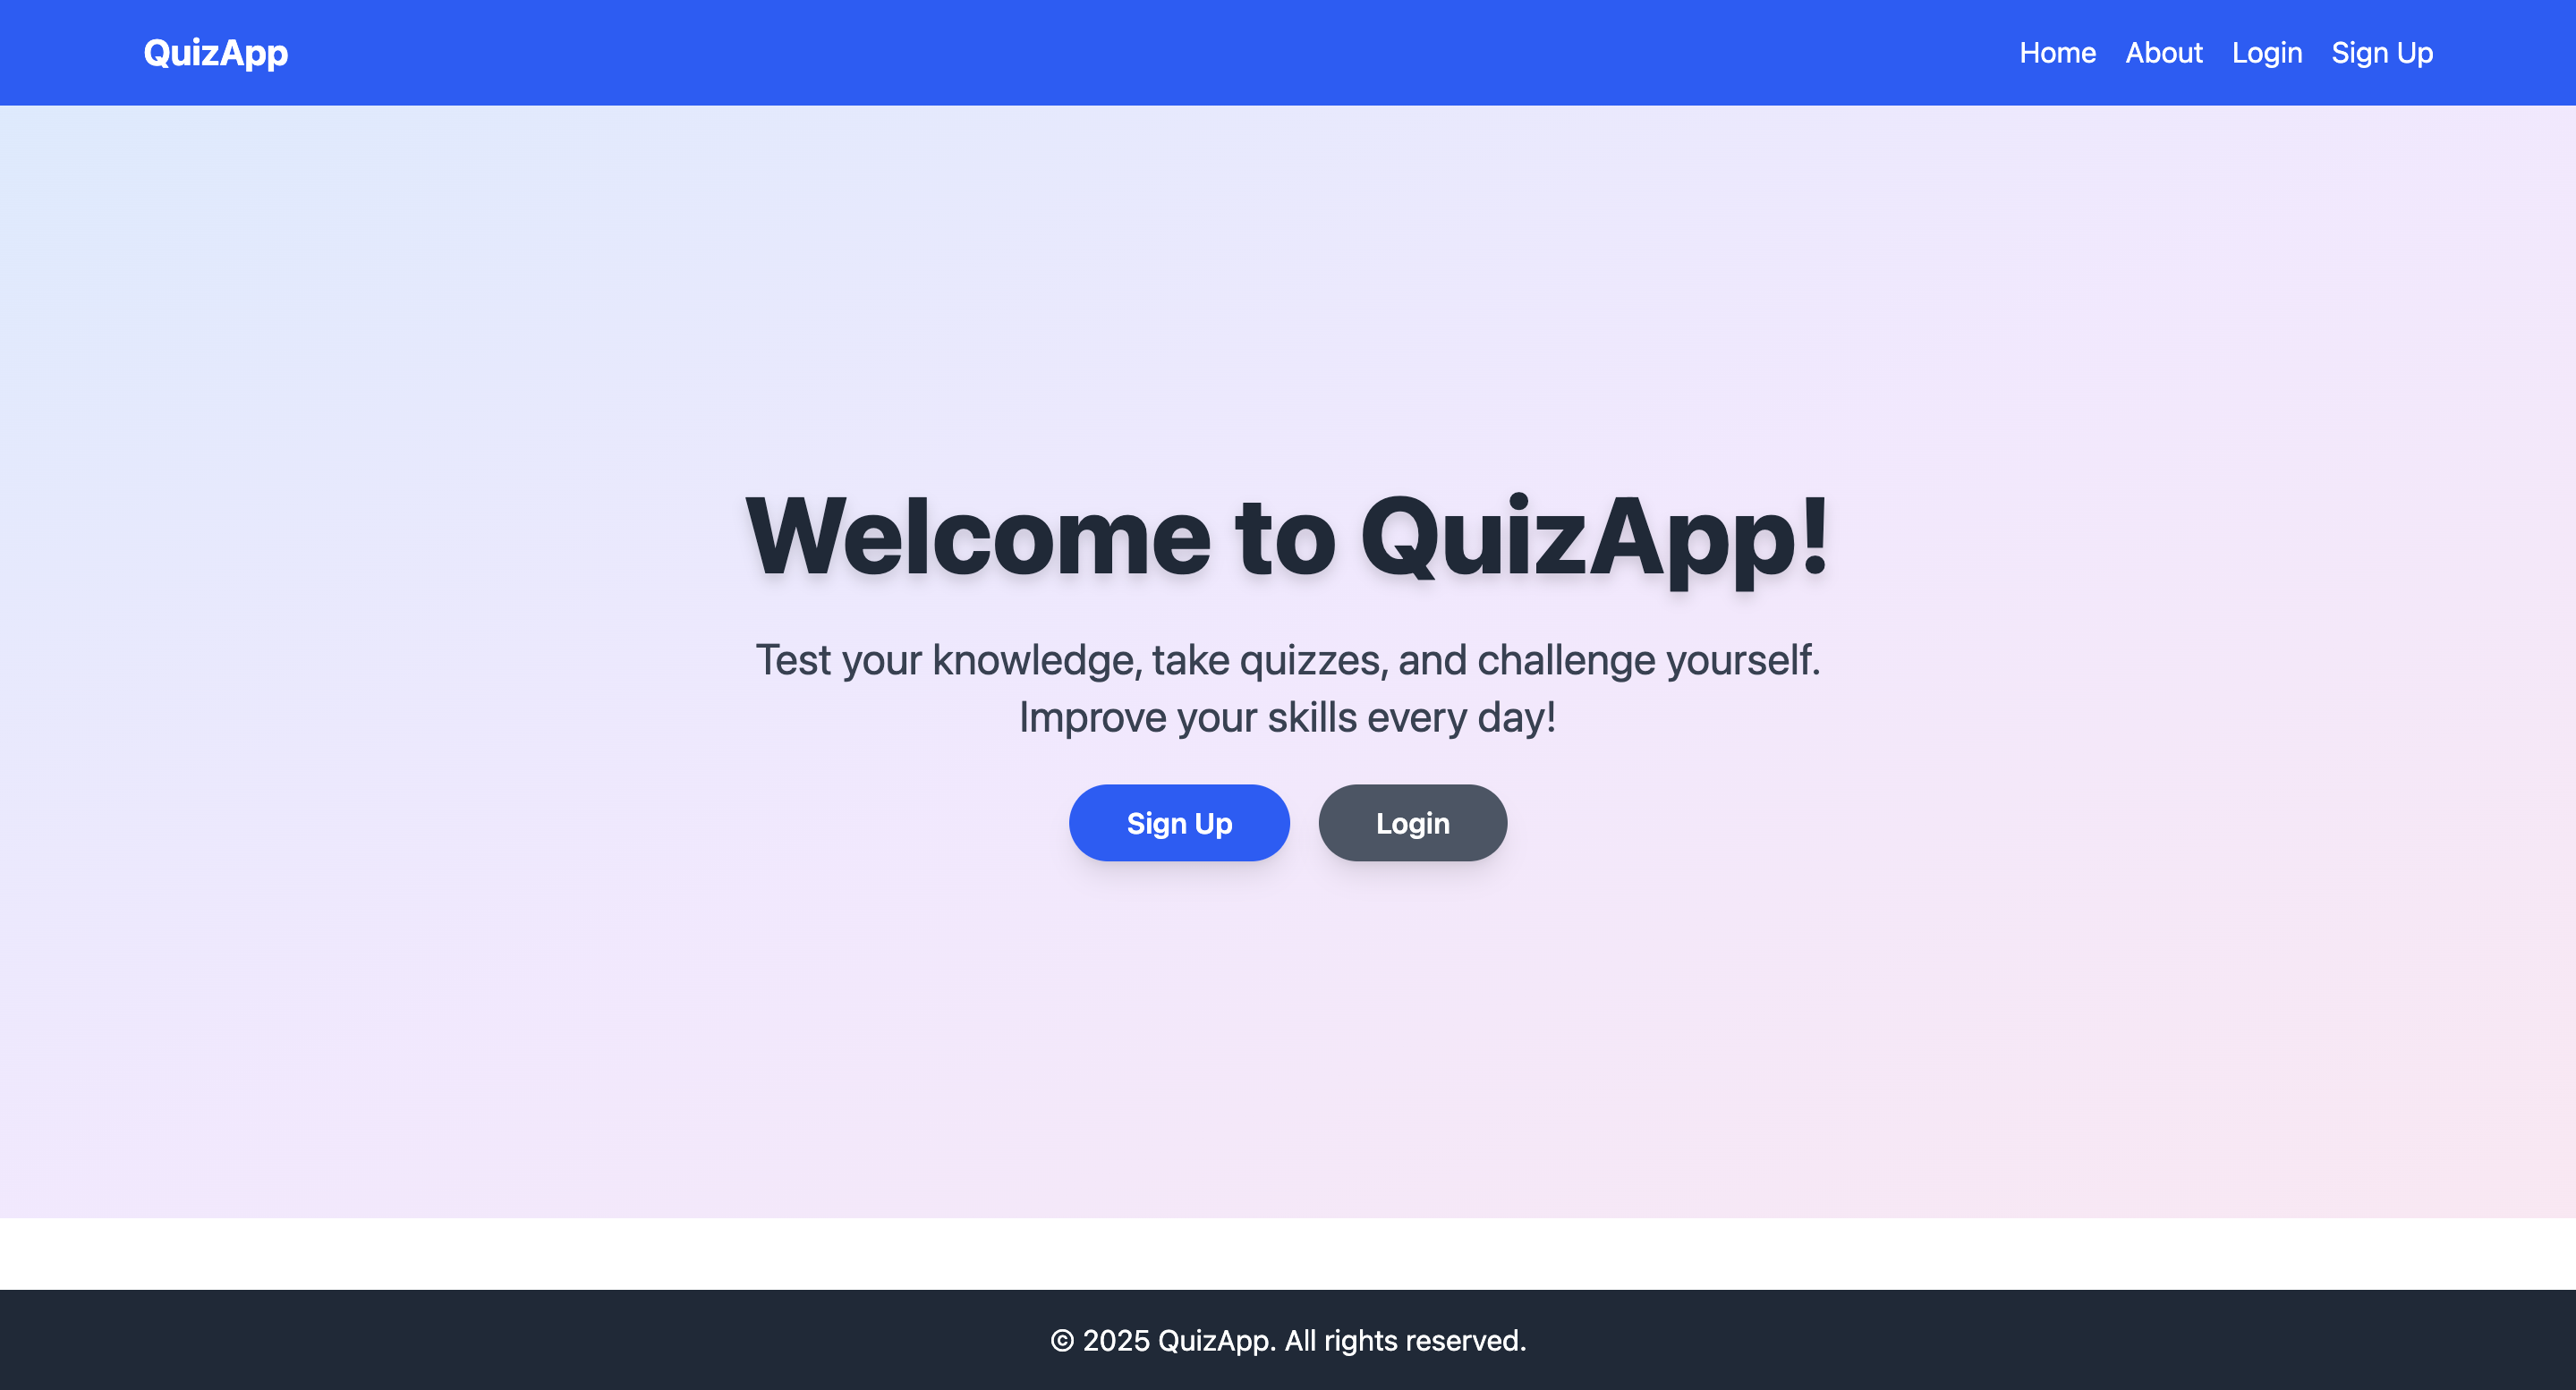 QuizApp
Home About Login Sign Up
Welcome to QuizApp!
Test your knowledge, take quizzes, and challenge yourself.
Improve your skills every day!
Sign Up Login
© 2025 QuizApp. All rights reserved.